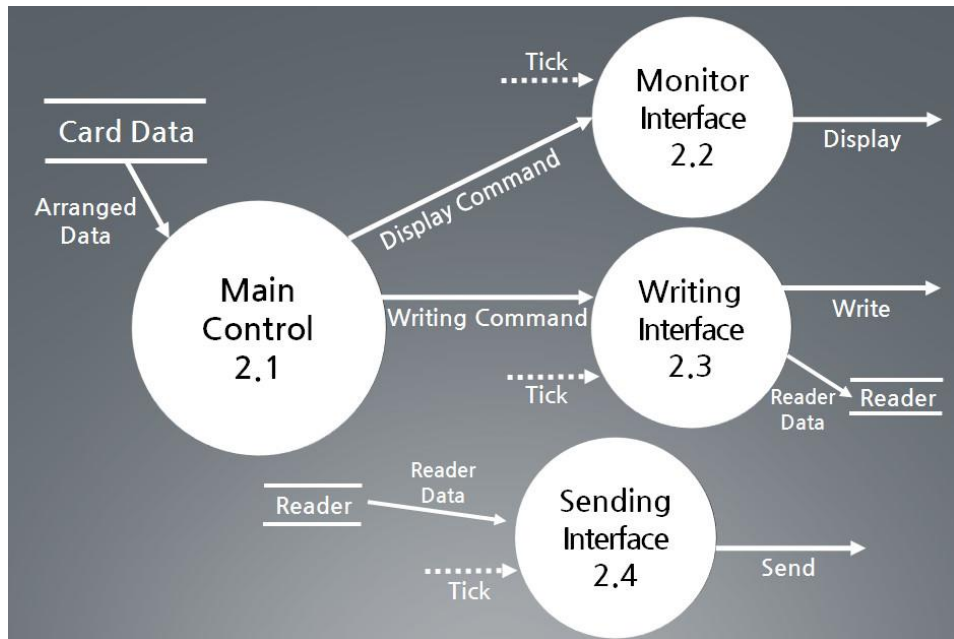 Tick
Monitor
Interface
2.2
Display
Card Data
Arranged
Data
Display Command
Main
Control
2.1
Writing Command
Writing
Interface
2.3
Write
Tick
Reader
Data
Reader
Reader
Reader
Data
Sending
Interface
2.4
Tick
Send